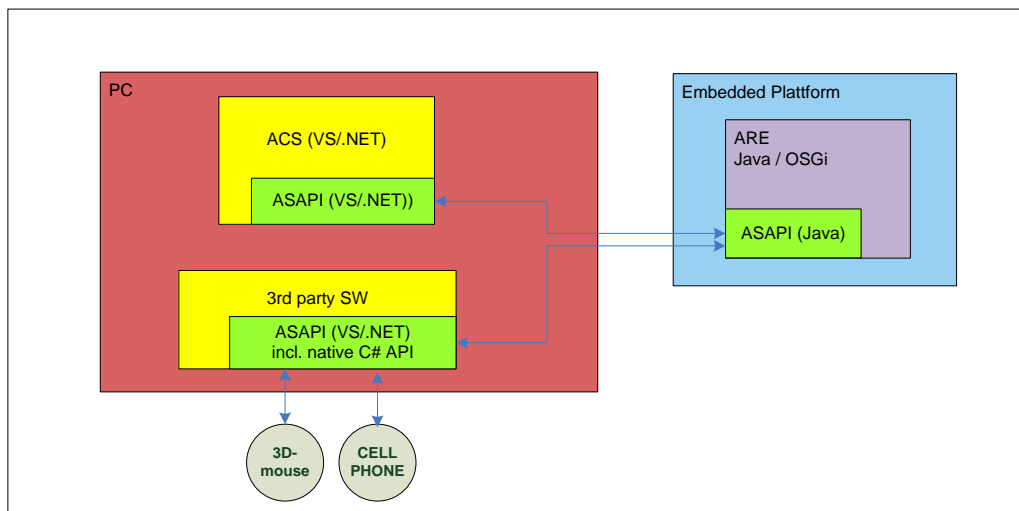 PC
ACS (VS/.NET)
ASAPI (VS/.NET))
3rd party SW
ASAPI (VS/.NET)
incl. native C# API
3D-
mouse
CELL
PHONE
Embedded Plattform
ARE
Java / OSGi
ASAPI (Java)